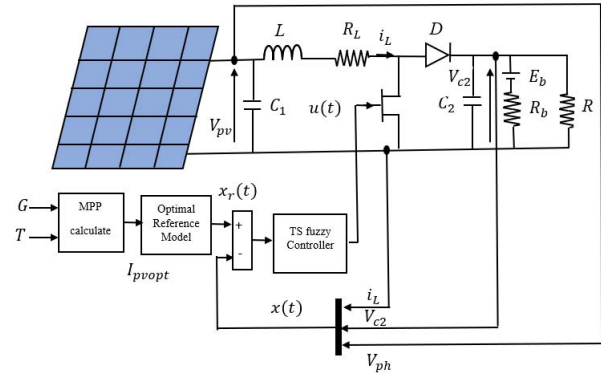 L
R_L
i_L
D
V_pv
C_1
u(t)
V_c2
C_2
E_b
R_b
R
G
T
MPP
calculate
Optimal
Reference
Model
x_r(t)
+
-
TS fuzzy
Controller
I_pvopt
x(t)
i_L
V_c2
V_ph